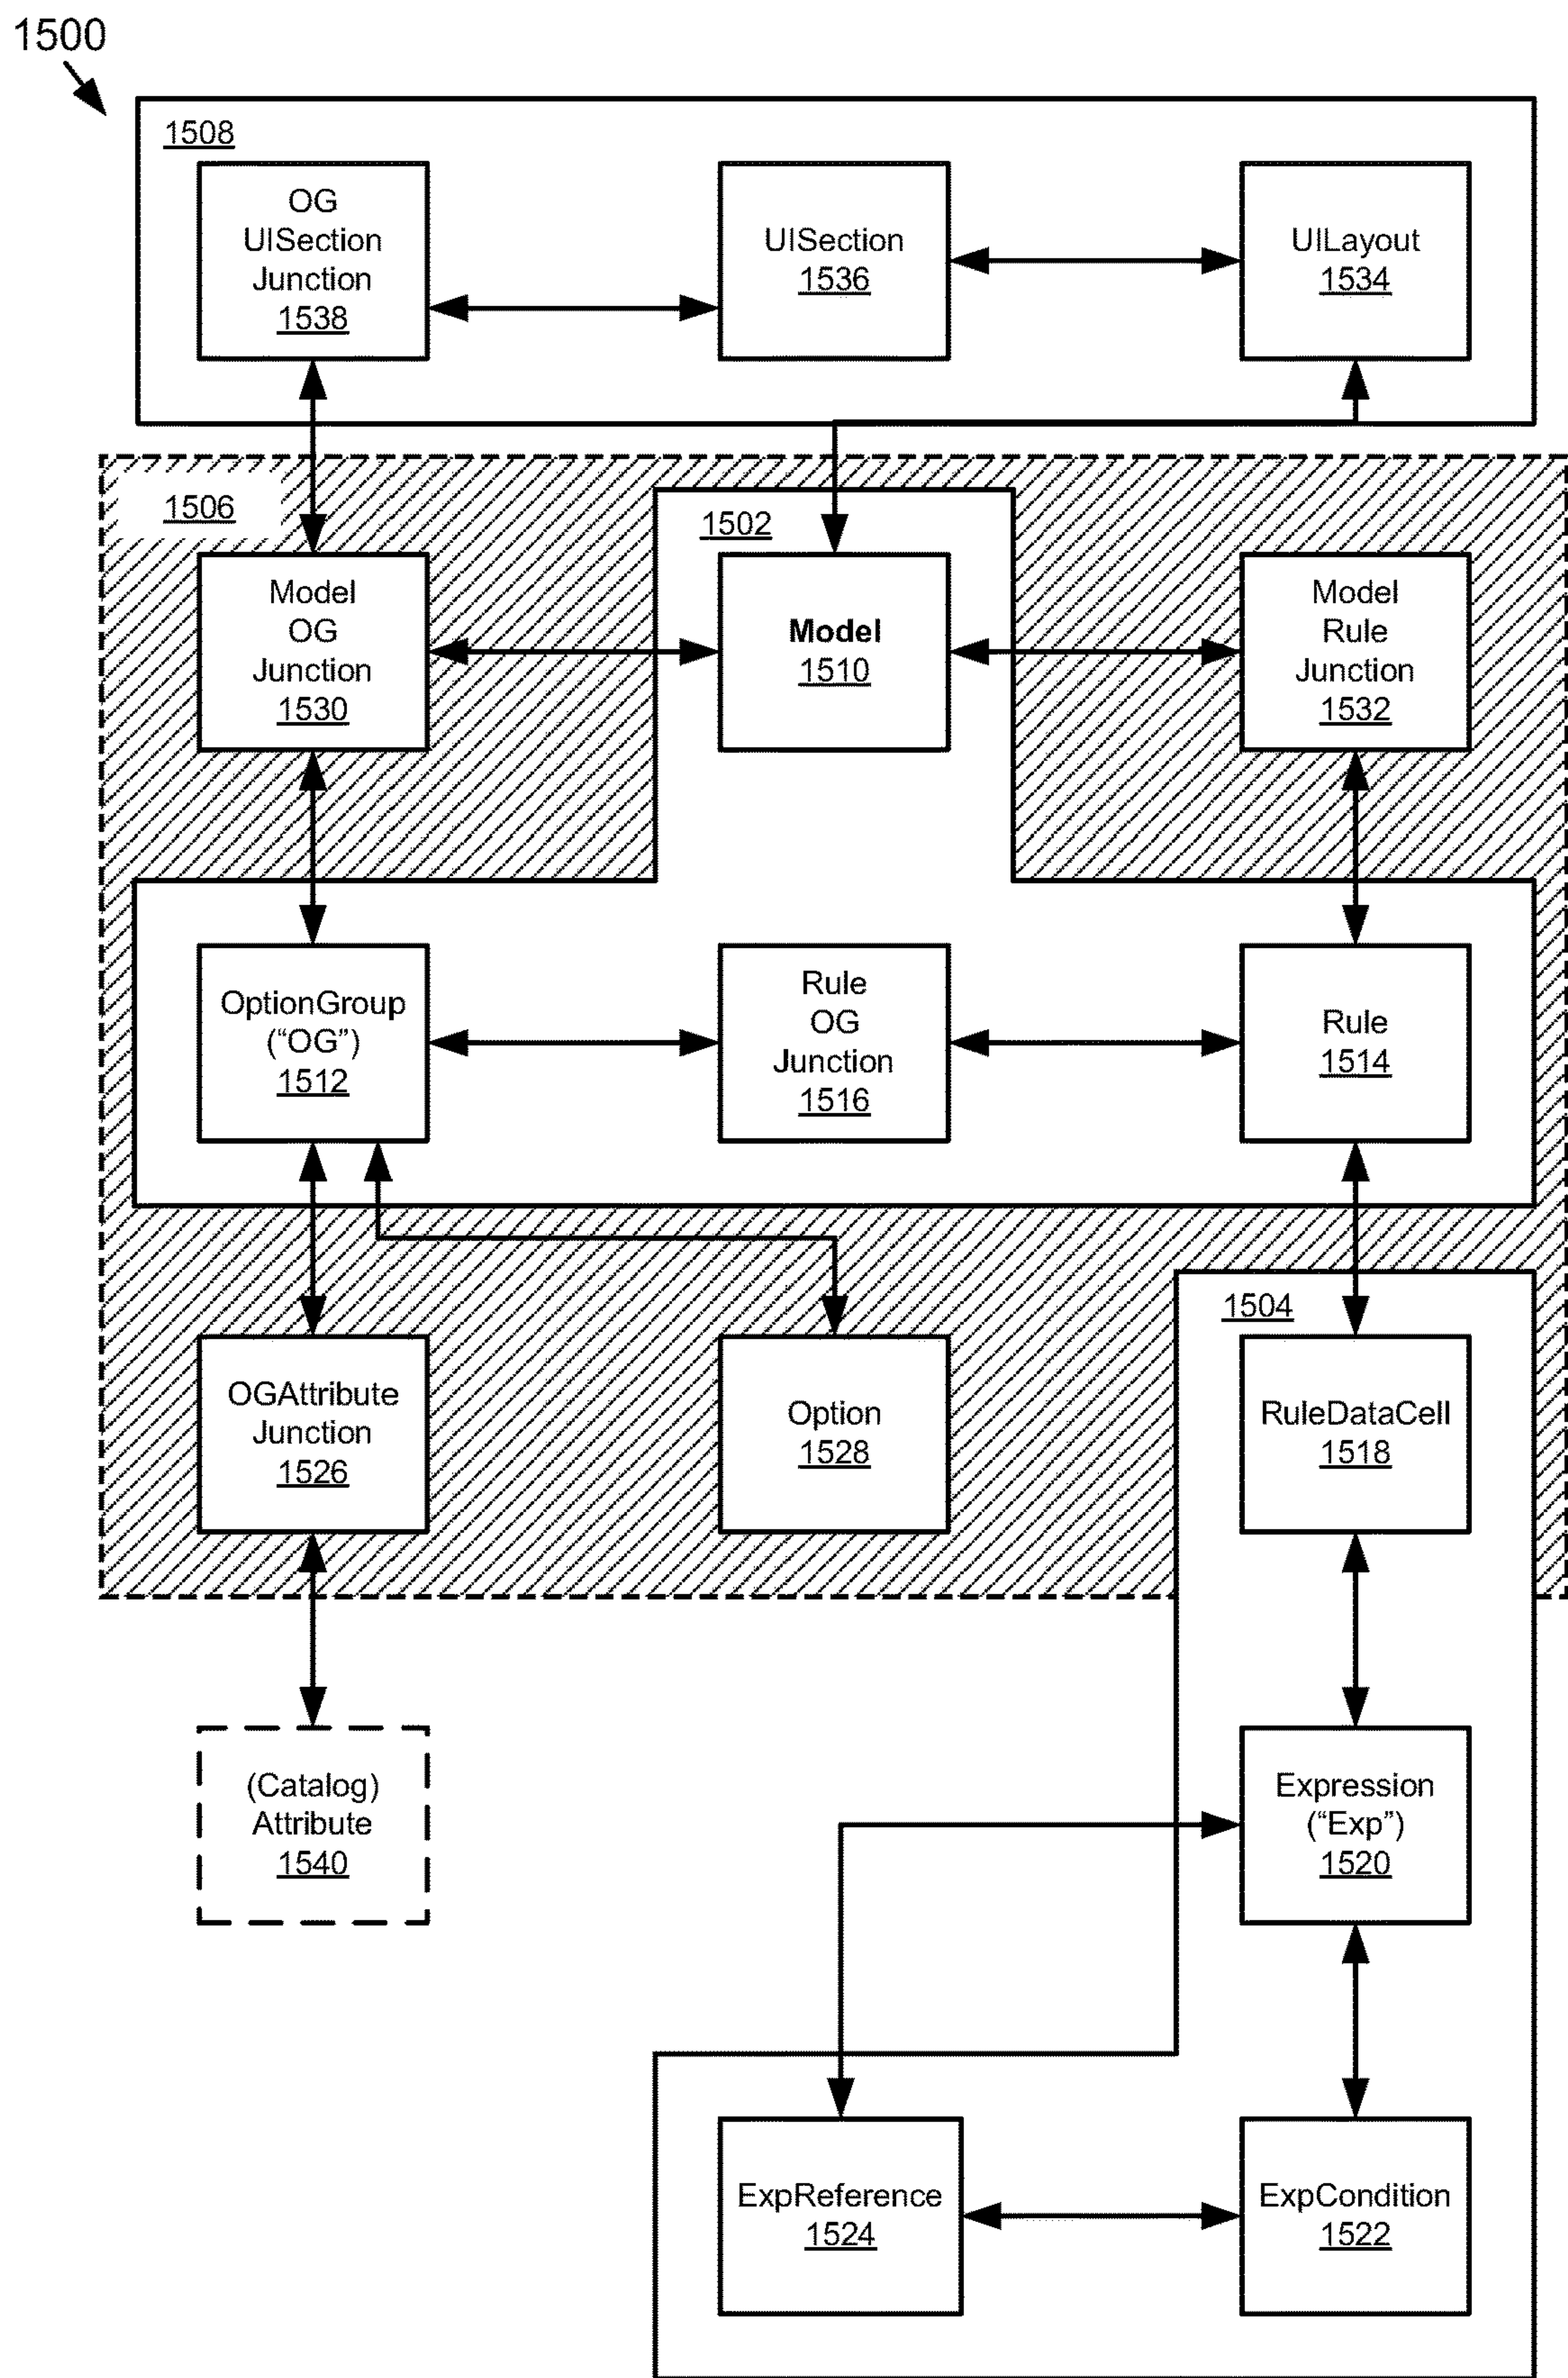 1500
1508
OG
UISection
Junction
1538
UISection
1536
UILayout
1534
1506
1502
Model
OG
Junction
1530
Model
1510
Model
Rule
Junction
1532
OptionGroup
(“OG”)
1512
Rule
OG
Junction
1516
Rule
1514
1504
OGAttribute
Junction
1526
Option
1528
RuleDataCell
1518
(Catalog)
Attribute
1540
Expression
(“Exp”)
1520
ExpReference
1524
ExpCondition
1522